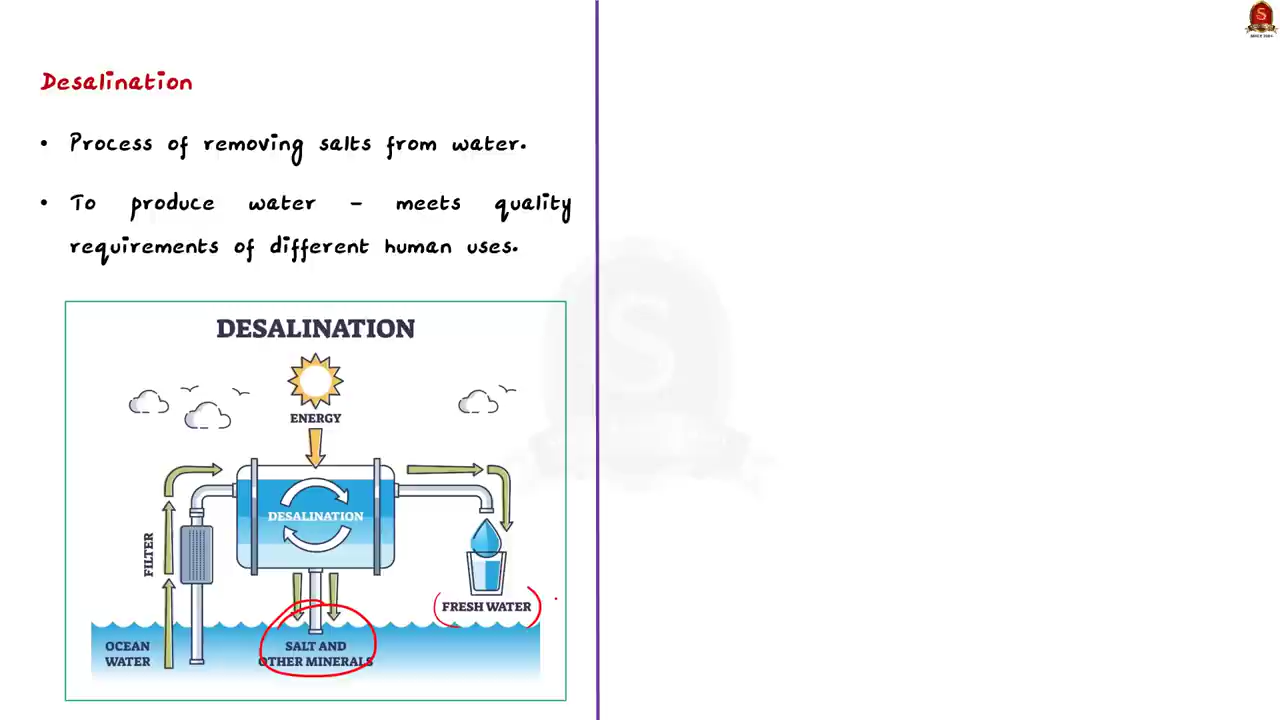 Desalination
• Process of removing salts from water.
• To produce water – meets quality
requirements of different human uses.
DESALINATION
ENERGY
DESALINATION
FILTER
FRESH WATER
OCEAN
WATER
SALT AND
OTHER MINERALS
S
S